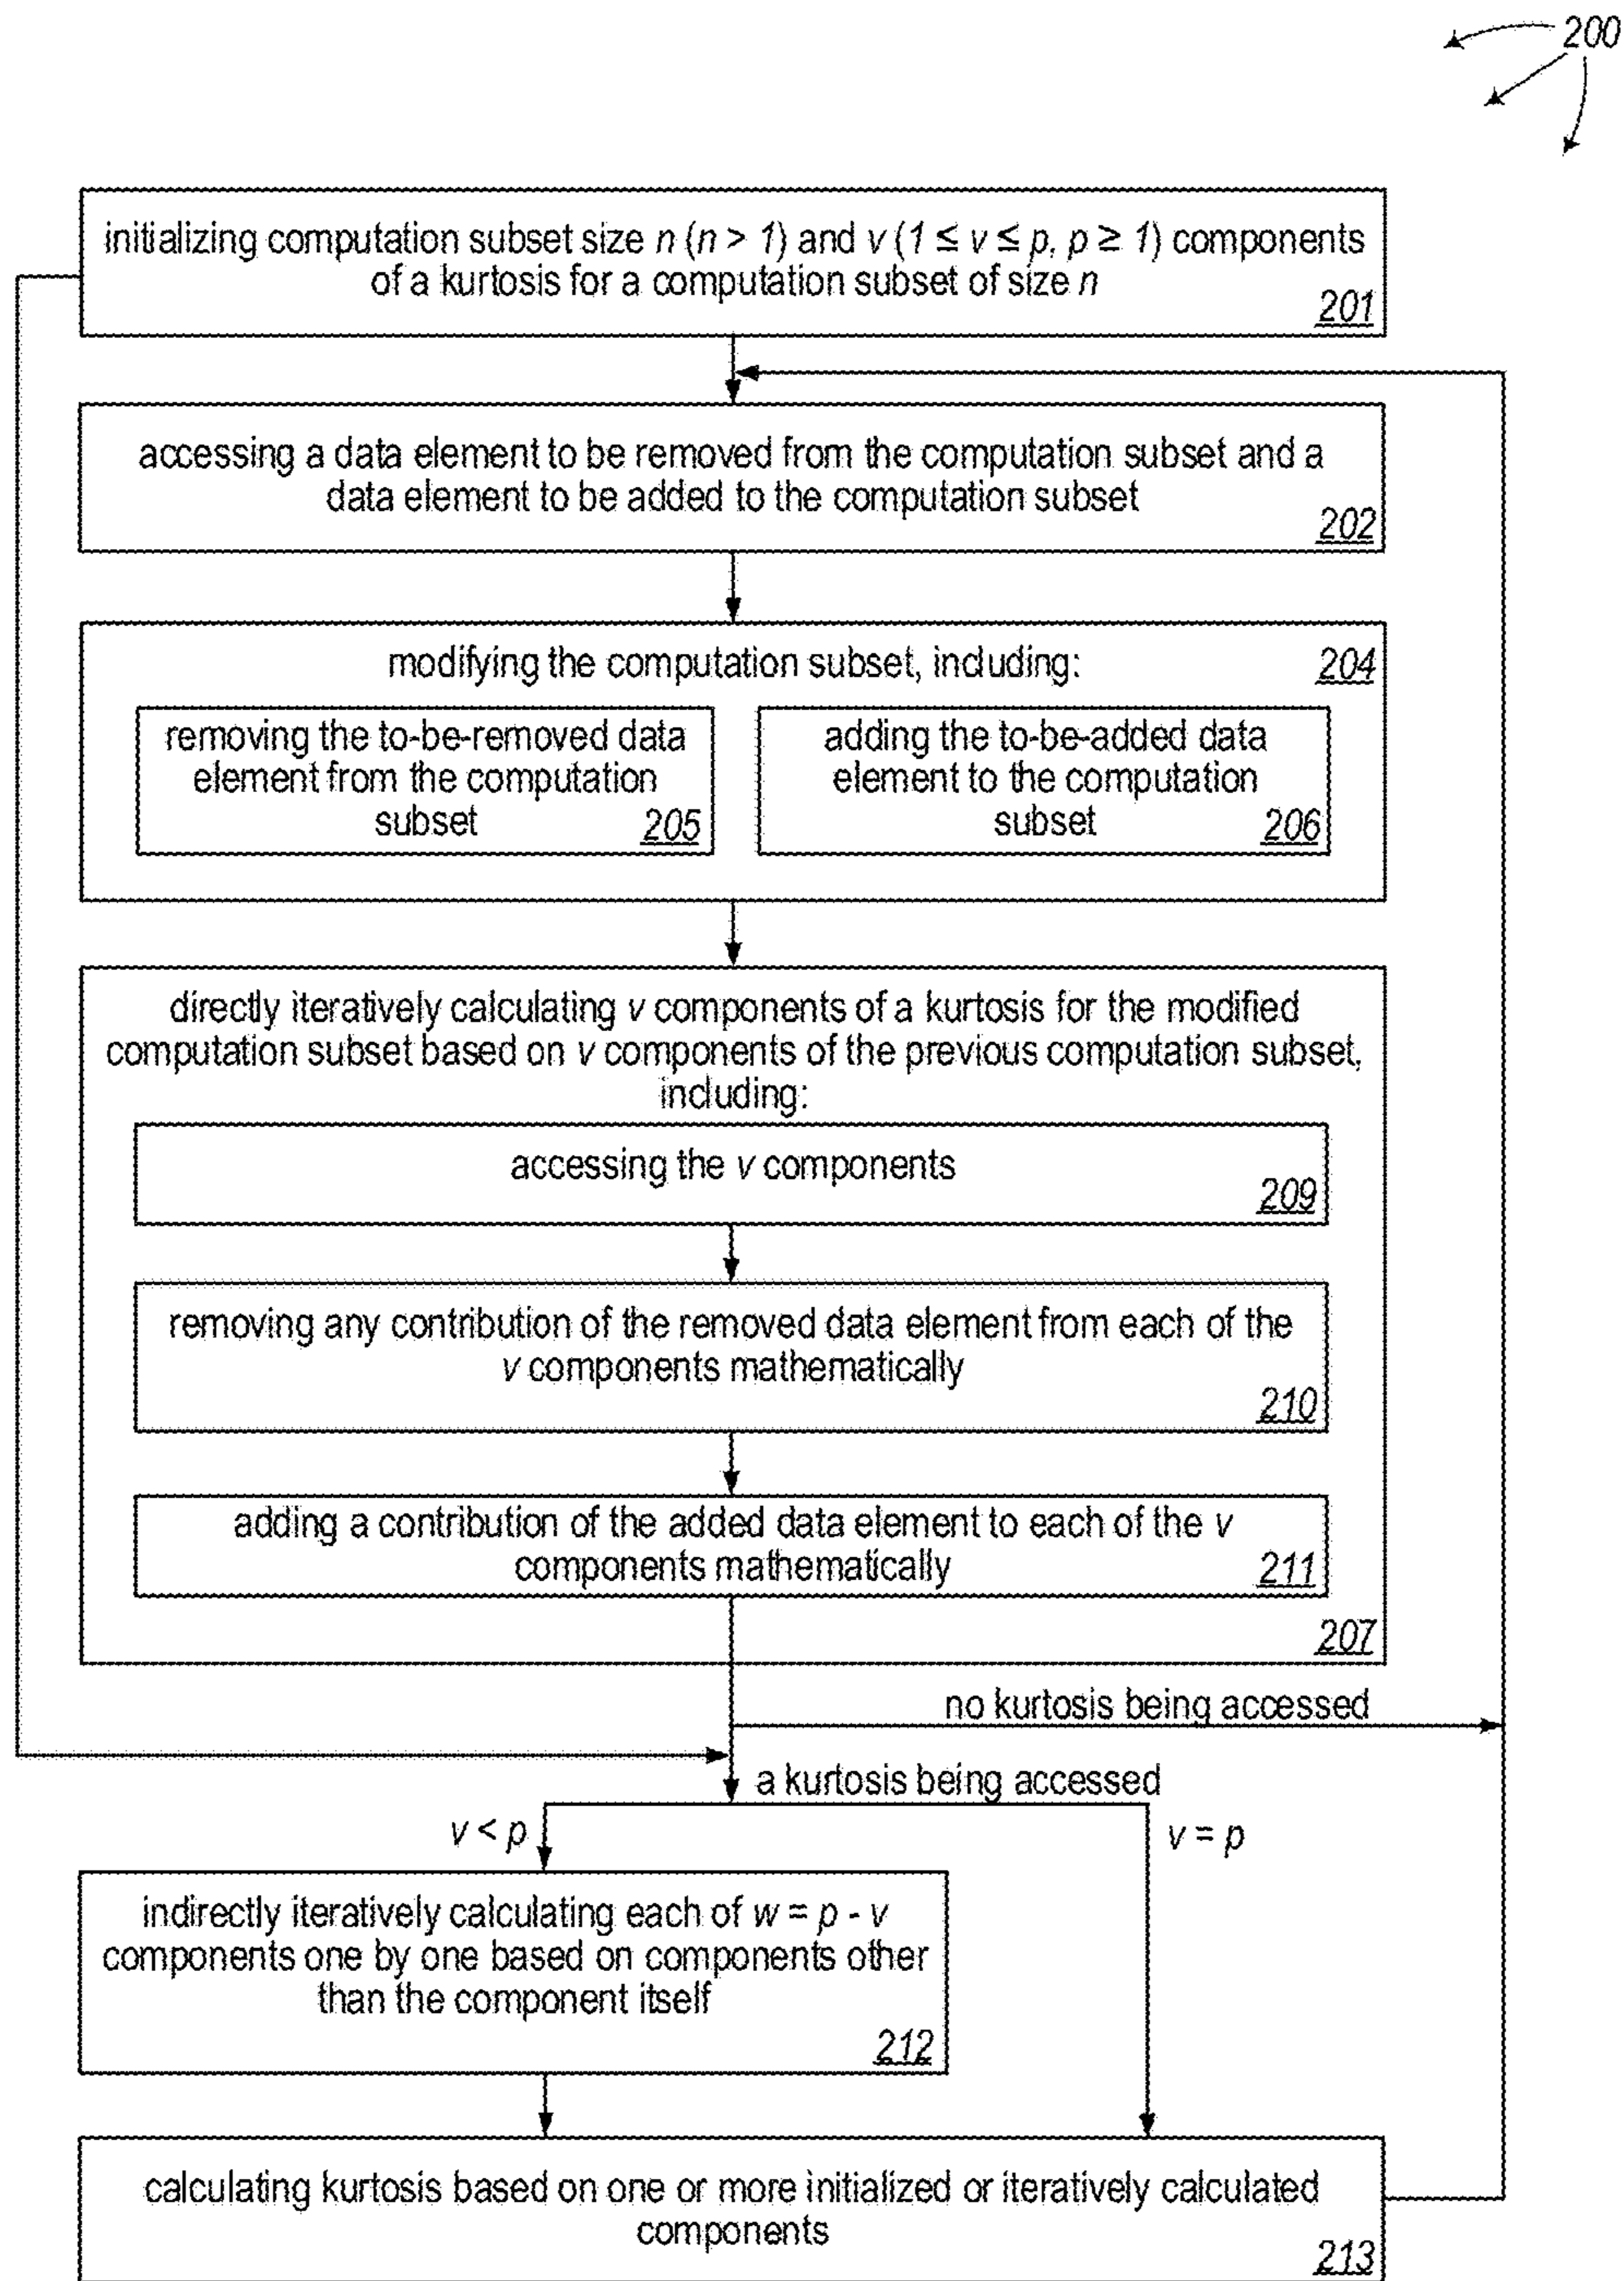 200
initializing computation subset size n (n > 1) and v (1 ≤ v ≤ p, p ≥ 1) components
of a kurtosis for a computation subset of size n
201
accessing a data element to be removed from the computation subset and a
data element to be added to the computation subset
202
modifying the computation subset, including:
204
removing the to-be-removed data
element from the computation
subset
205
adding the to-be-added data
element to the computation
subset
206
directly iteratively calculating v components of a kurtosis for the modified
computation subset based on v components of the previous computation subset,
including:
accessing the v components
209
removing any contribution of the removed data element from each of the
v components mathematically
210
adding a contribution of the added data element to each of the v
components mathematically
211
207
no kurtosis being accessed
a kurtosis being accessed
v < p
v = p
indirectly iteratively calculating each of w = p - v
components one by one based on components other
than the component itself
212
calculating kurtosis based on one or more initialized or iteratively calculated
components
213